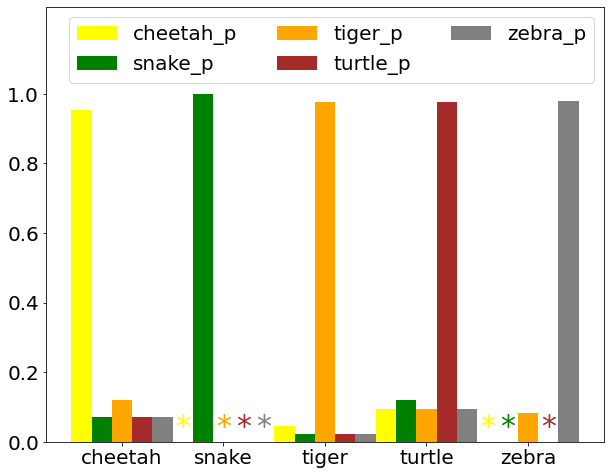 cheetah_p tiger_p zebra_p
snake_p turtle_p
1.0
0.8
0.6
0.4
0.2
* * * * * * *
0.0
cheetah snake tiger turtle zebra